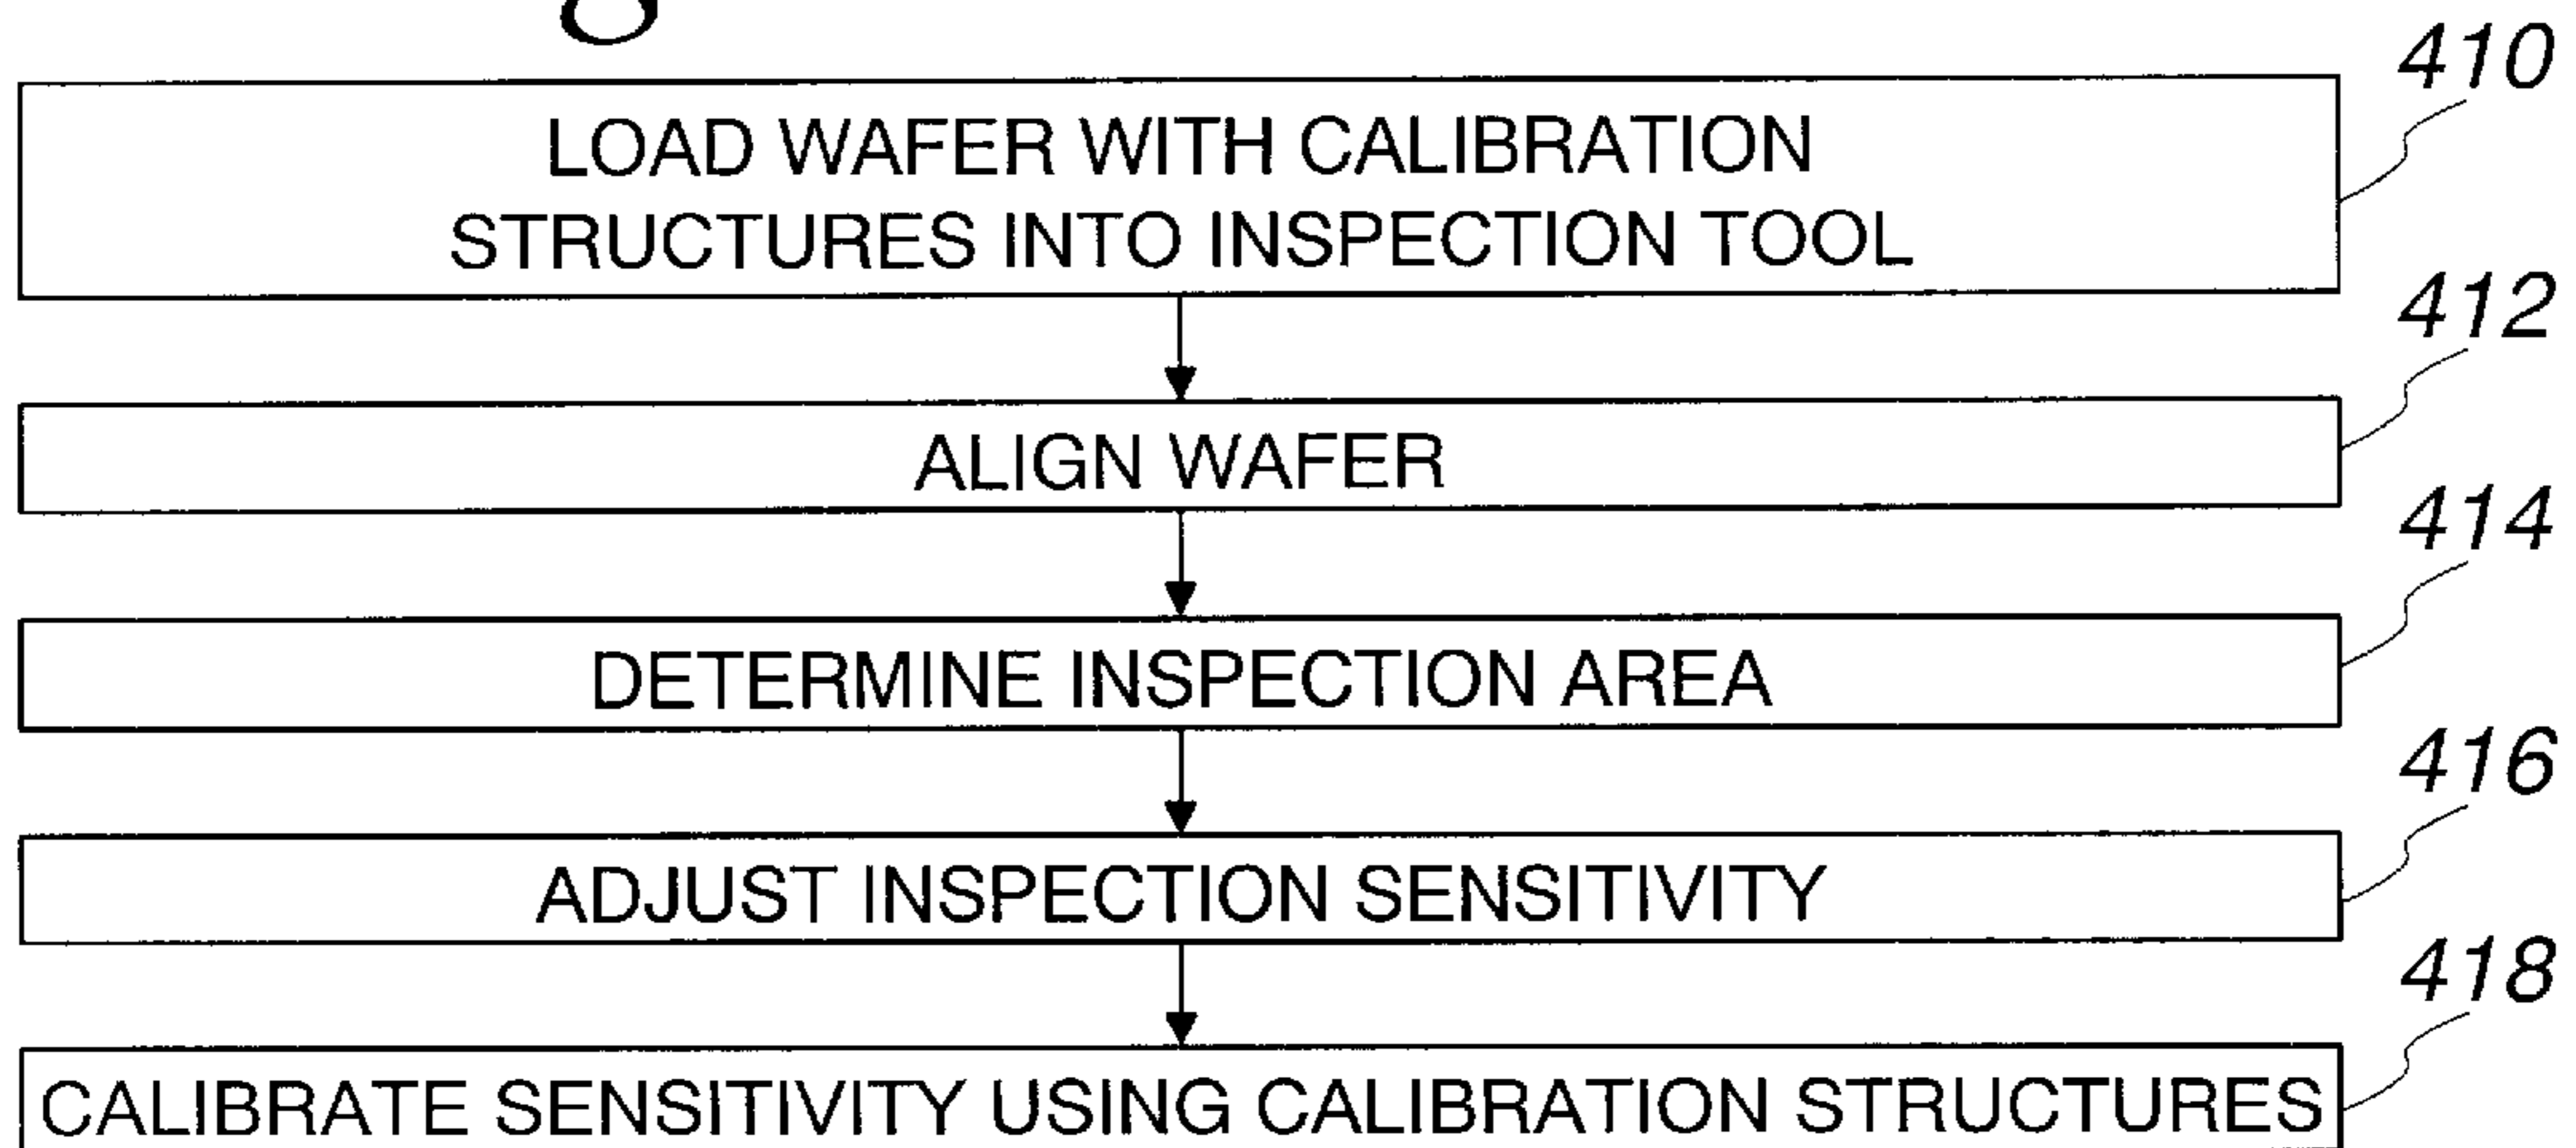 410
LOAD WAFER WITH CALIBRATION
STRUCTURES INTO INSPECTION TOOL
412
ALIGN WAFER
414
DETERMINE INSPECTION AREA
416
ADJUST INSPECTION SENSITIVITY
418
CALIBRATE SENSITIVITY USING CALIBRATION STRUCTURES